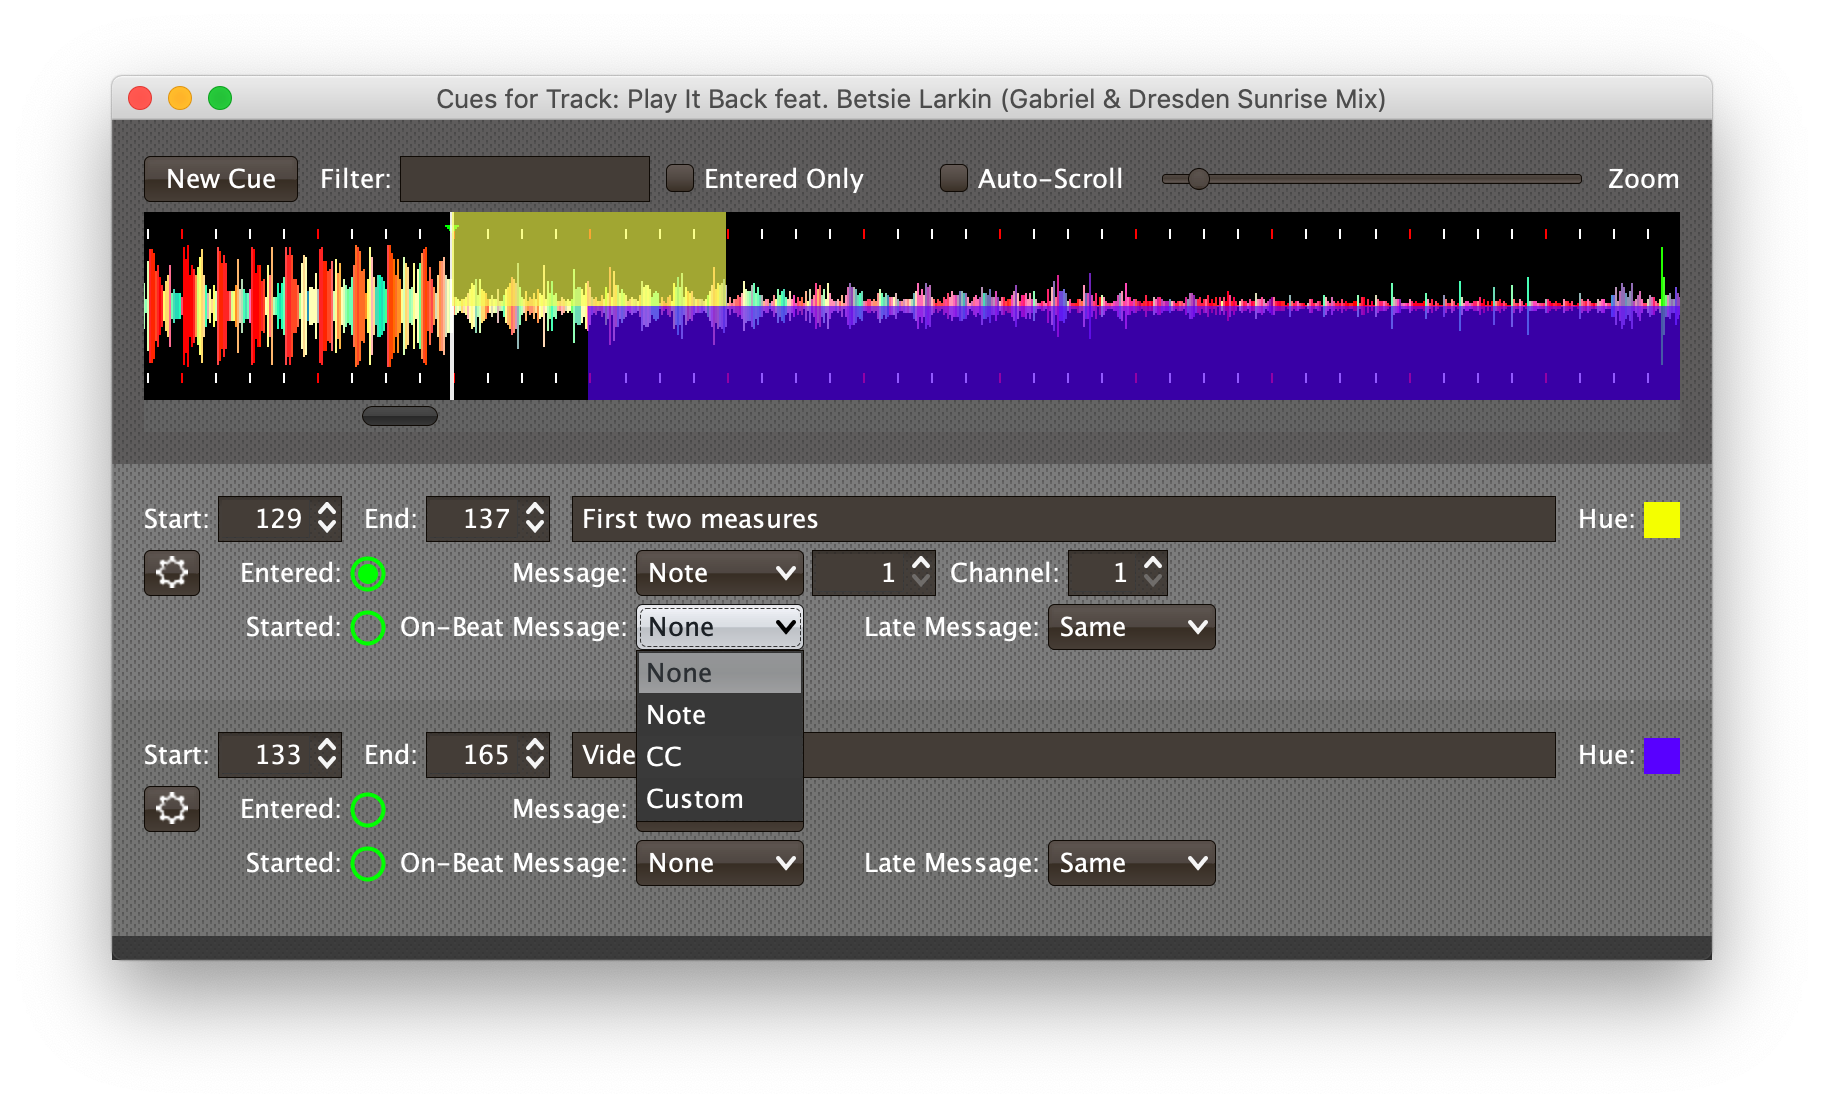 Cues for Track: Play It Back feat. Betsie Larkin (Gabriel & Dresden Sunrise Mix)
New Cue Filter: Entered Only Auto-Scroll Zoom
Start: 129 End: 137 First two measures Hue:
Entered: Message: Note 1 Channel: 1
Started: On-Beat Message: None Late Message: Same
None
Note
CC
Custom
Start: 133 End: 165 Vide Hue:
Entered: Message:
Started: On-Beat Message: None Late Message: Same